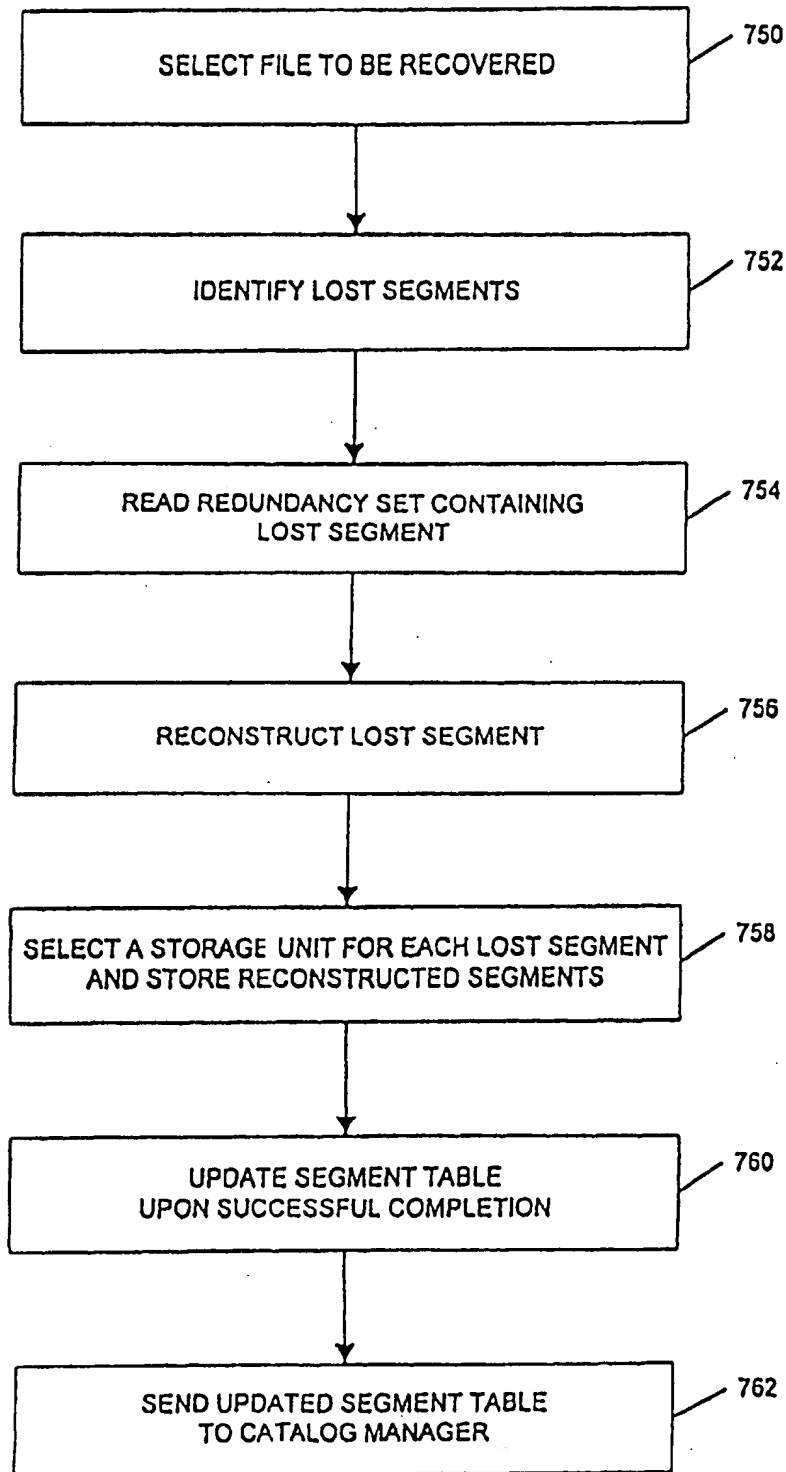 SELECT FILE TO BE RECOVERED
750
IDENTIFY LOST SEGMENTS
752
READ REDUNDANCY SET CONTAINING
LOST SEGMENT
754
RECONSTRUCT LOST SEGMENT
756
SELECT A STORAGE UNIT FOR EACH LOST SEGMENT
AND STORE RECONSTRUCTED SEGMENTS
758
UPDATE SEGMENT TABLE
UPON SUCCESSFUL COMPLETION
760
SEND UPDATED SEGMENT TABLE
TO CATALOG MANAGER
762